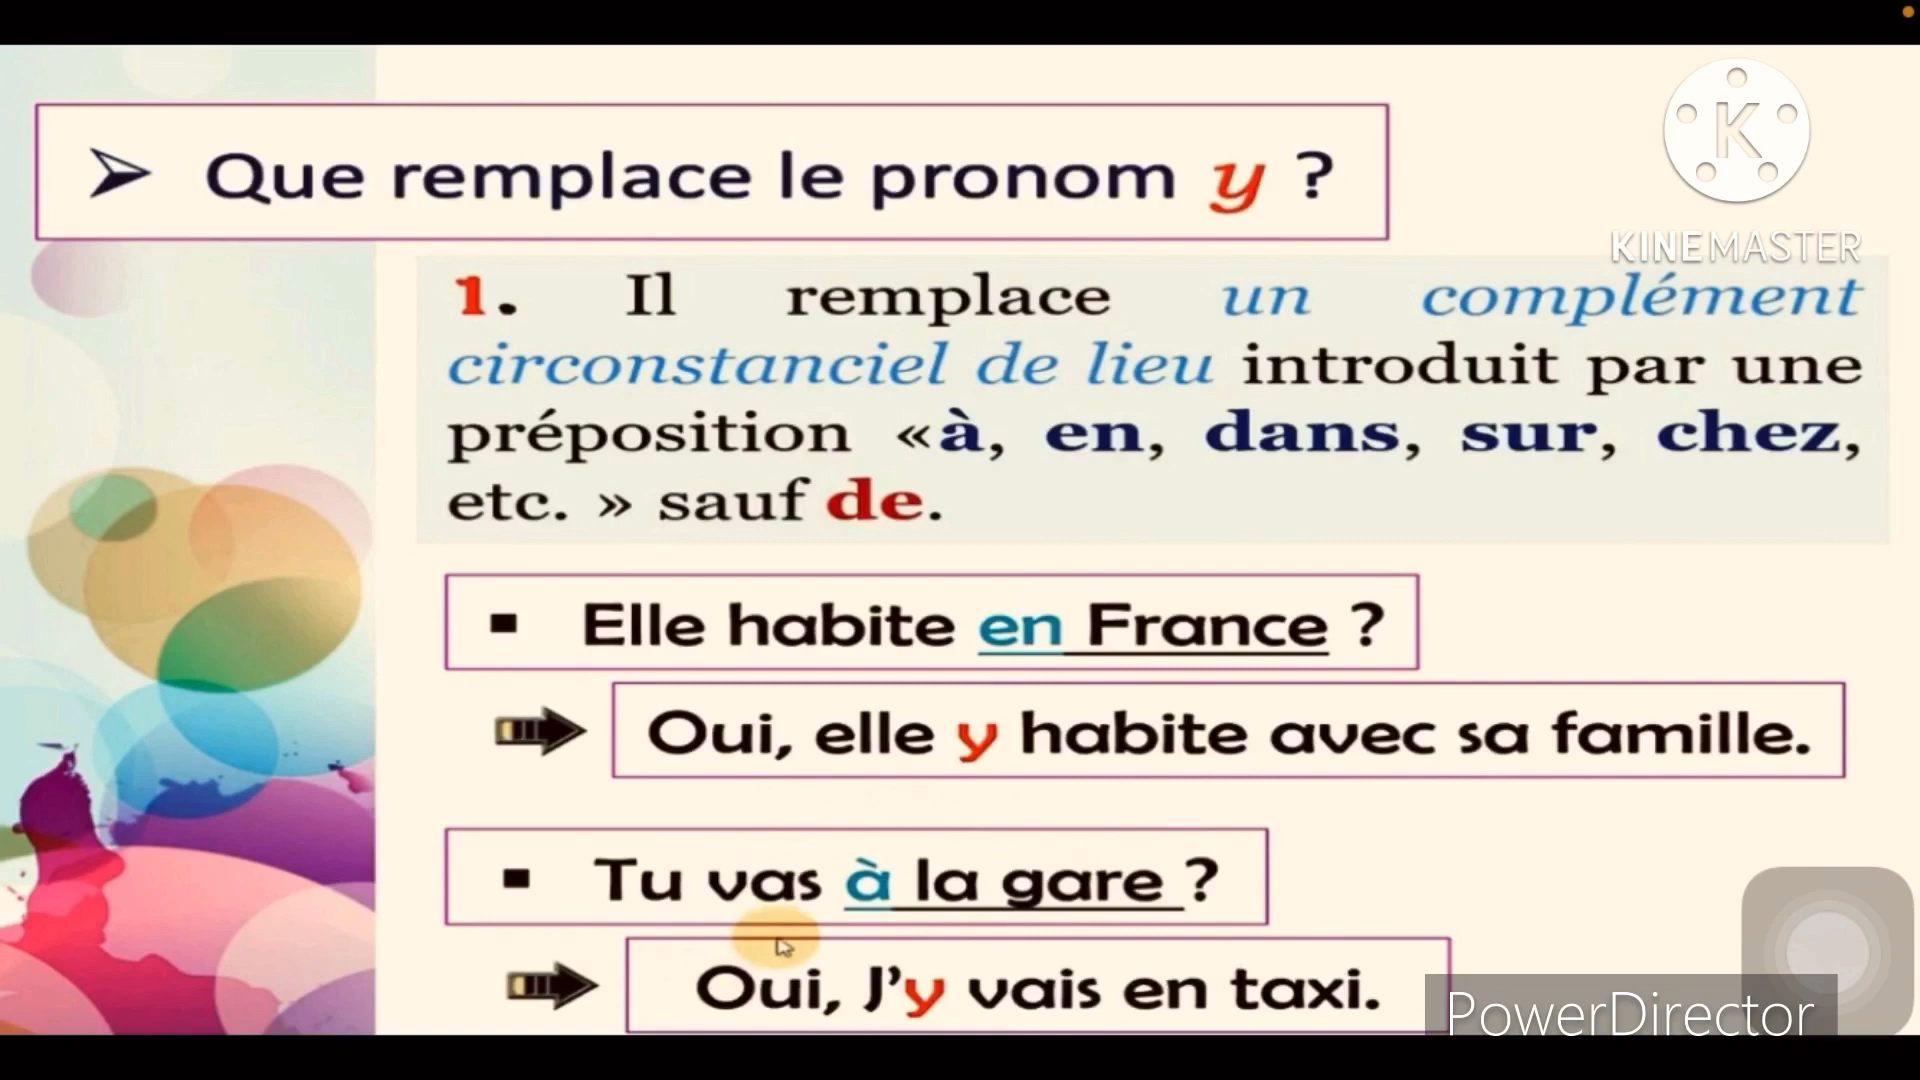 ➢ Que remplace le pronom y ?
K
KINEMASTER
1. Il remplace un complément
circonstanciel de lieu introduit par une
préposition «à, en, dans, sur, chez,
etc. » sauf de.
▪ Elle habite en France ?
Oui, elle y habite avec sa famille.
▪ Tu vas à la gare ?
Oui, J’y vais en taxi.
PowerDirector